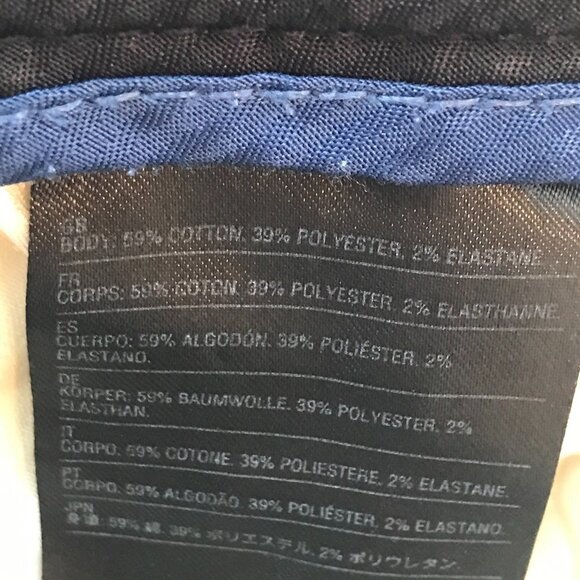 GB
BODY: 59% COTTON. 39% POLYESTER. 2% ELASTANE
FR
CORPS: 59% COTON. 39% POLYESTER. 2% ELASTHANNE.
ES
CUERPO: 59% ALGODÓN. 39% POLIÉSTER. 2%
ELASTANO.
DE
KÖRPER: 59% BAUMWOLLE. 39% POLYESTER. 2%
ELASTHAN.
IT
CORPO. 59% COTONE. 39% POLIESTERE. 2% ELASTANE.
PT
CORPO. 59% ALGODÃO. 39% POLIÉSTER. 2% ELASTANO.
JPN
身頃: 59% 綿. 39% ポリエステル. 2% ポリウレタン.